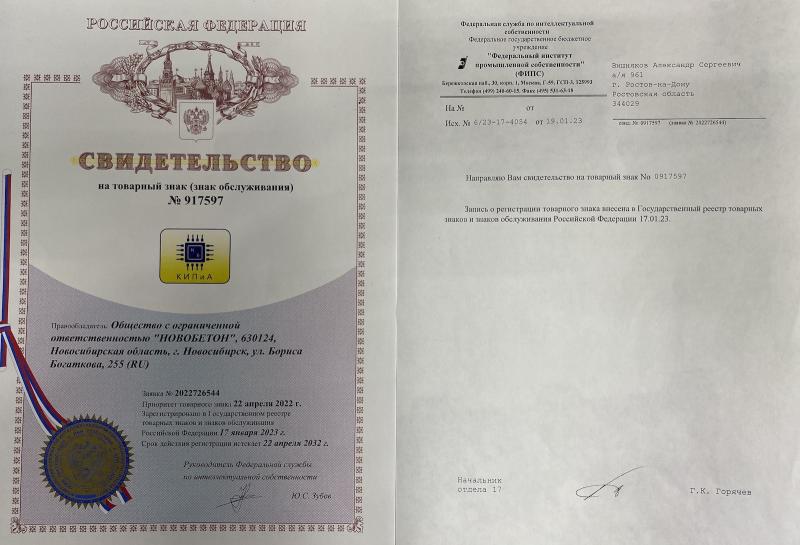 РОССИЙСКАЯ ФЕДЕРАЦИЯ
СВИДЕТЕЛЬСТВО
на товарный знак (знак обслуживания)
№ 917597
КИПиА
Правообладатель: Общество с ограниченной
ответственностью "НОВОБЕТОН", 630124,
Новосибирская область, г. Новосибирск, ул. Бориса
Богаткова, 255 (RU)
Заявка № 2022726544
Приоритет товарного знака 22 апреля 2022 г.
Зарегистрировано в Государственном реестре
товарных знаков и знаков обслуживания
Российской Федерации 17 января 2023 г.
Срок действия регистрации истекает 22 апреля 2032 г.
Руководитель Федеральной службы
по интеллектуальной собственности
Ю.С. Зубов
Федеральная служба по интеллектуальной
собственности
Федеральное государственное бюджетное
учреждение
"Федеральный институт
промышленной собственности"
(ФИПС)
Бережковская наб., 30, корп. 1, Москва, Г-59, ГСП-3, 125993
Телефон (499) 240-60-15. Факс (495) 531-63-18
На № от
Исх. № 6/23-17-4054 от 19.01.23
Вишняков Александр Сергеевич
а/я 961
г. Ростов-на-Дону
Ростовская область
344029
свид. № 0917597 (заявка № 2022726544)
Направляю Вам свидетельство на товарный знак No 0917597
Запись о регистрации товарного знака внесена в Государственный реестр товарных
знаков и знаков обслуживания Российской Федерации 17.01.23.
Начальник
отдела 17
Г.К. Горячев